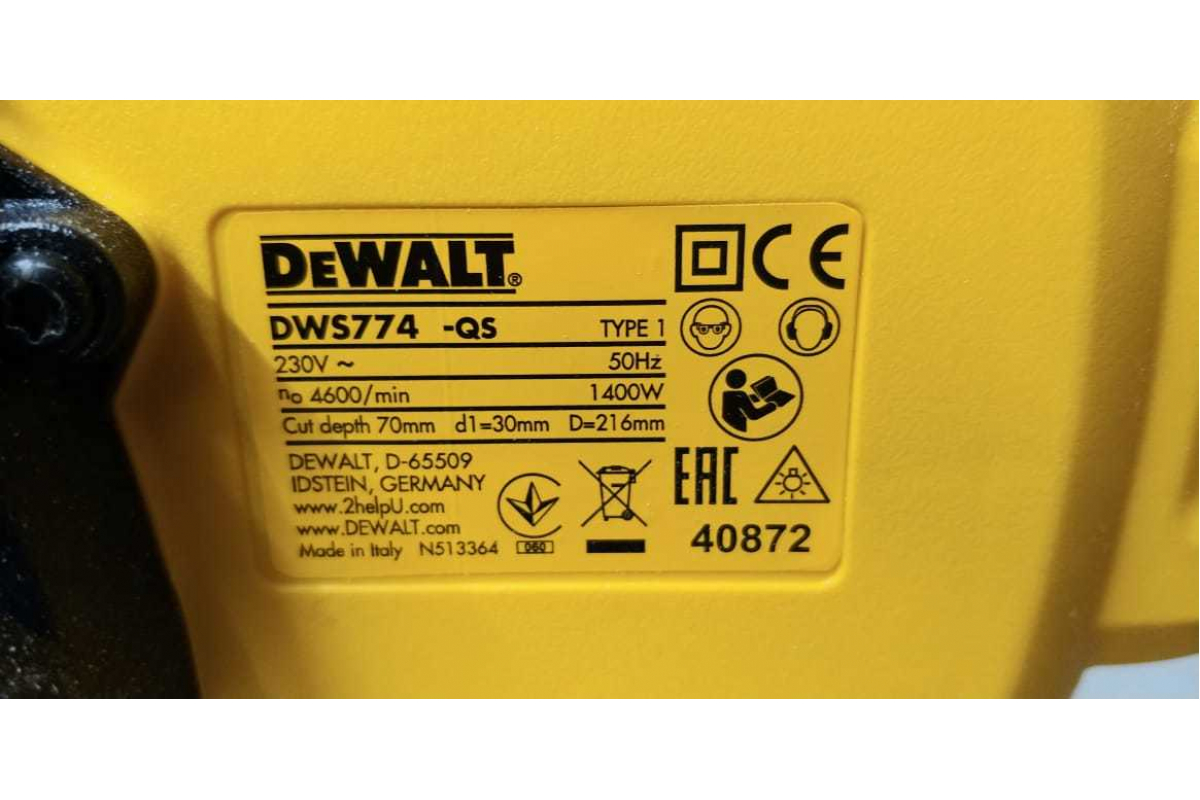 DEWALT®
DWS774 -QS TYPE 1
230V ~ 50Hz
n₀ 4600/min 1400W
Cut depth 70mm d1=30mm D=216mm
DEWALT, D-65509
IDSTEIN, GERMANY
www.2helpU.com
www.DEWALT.com
Made in Italy N513364
060
CE
EAC
40872